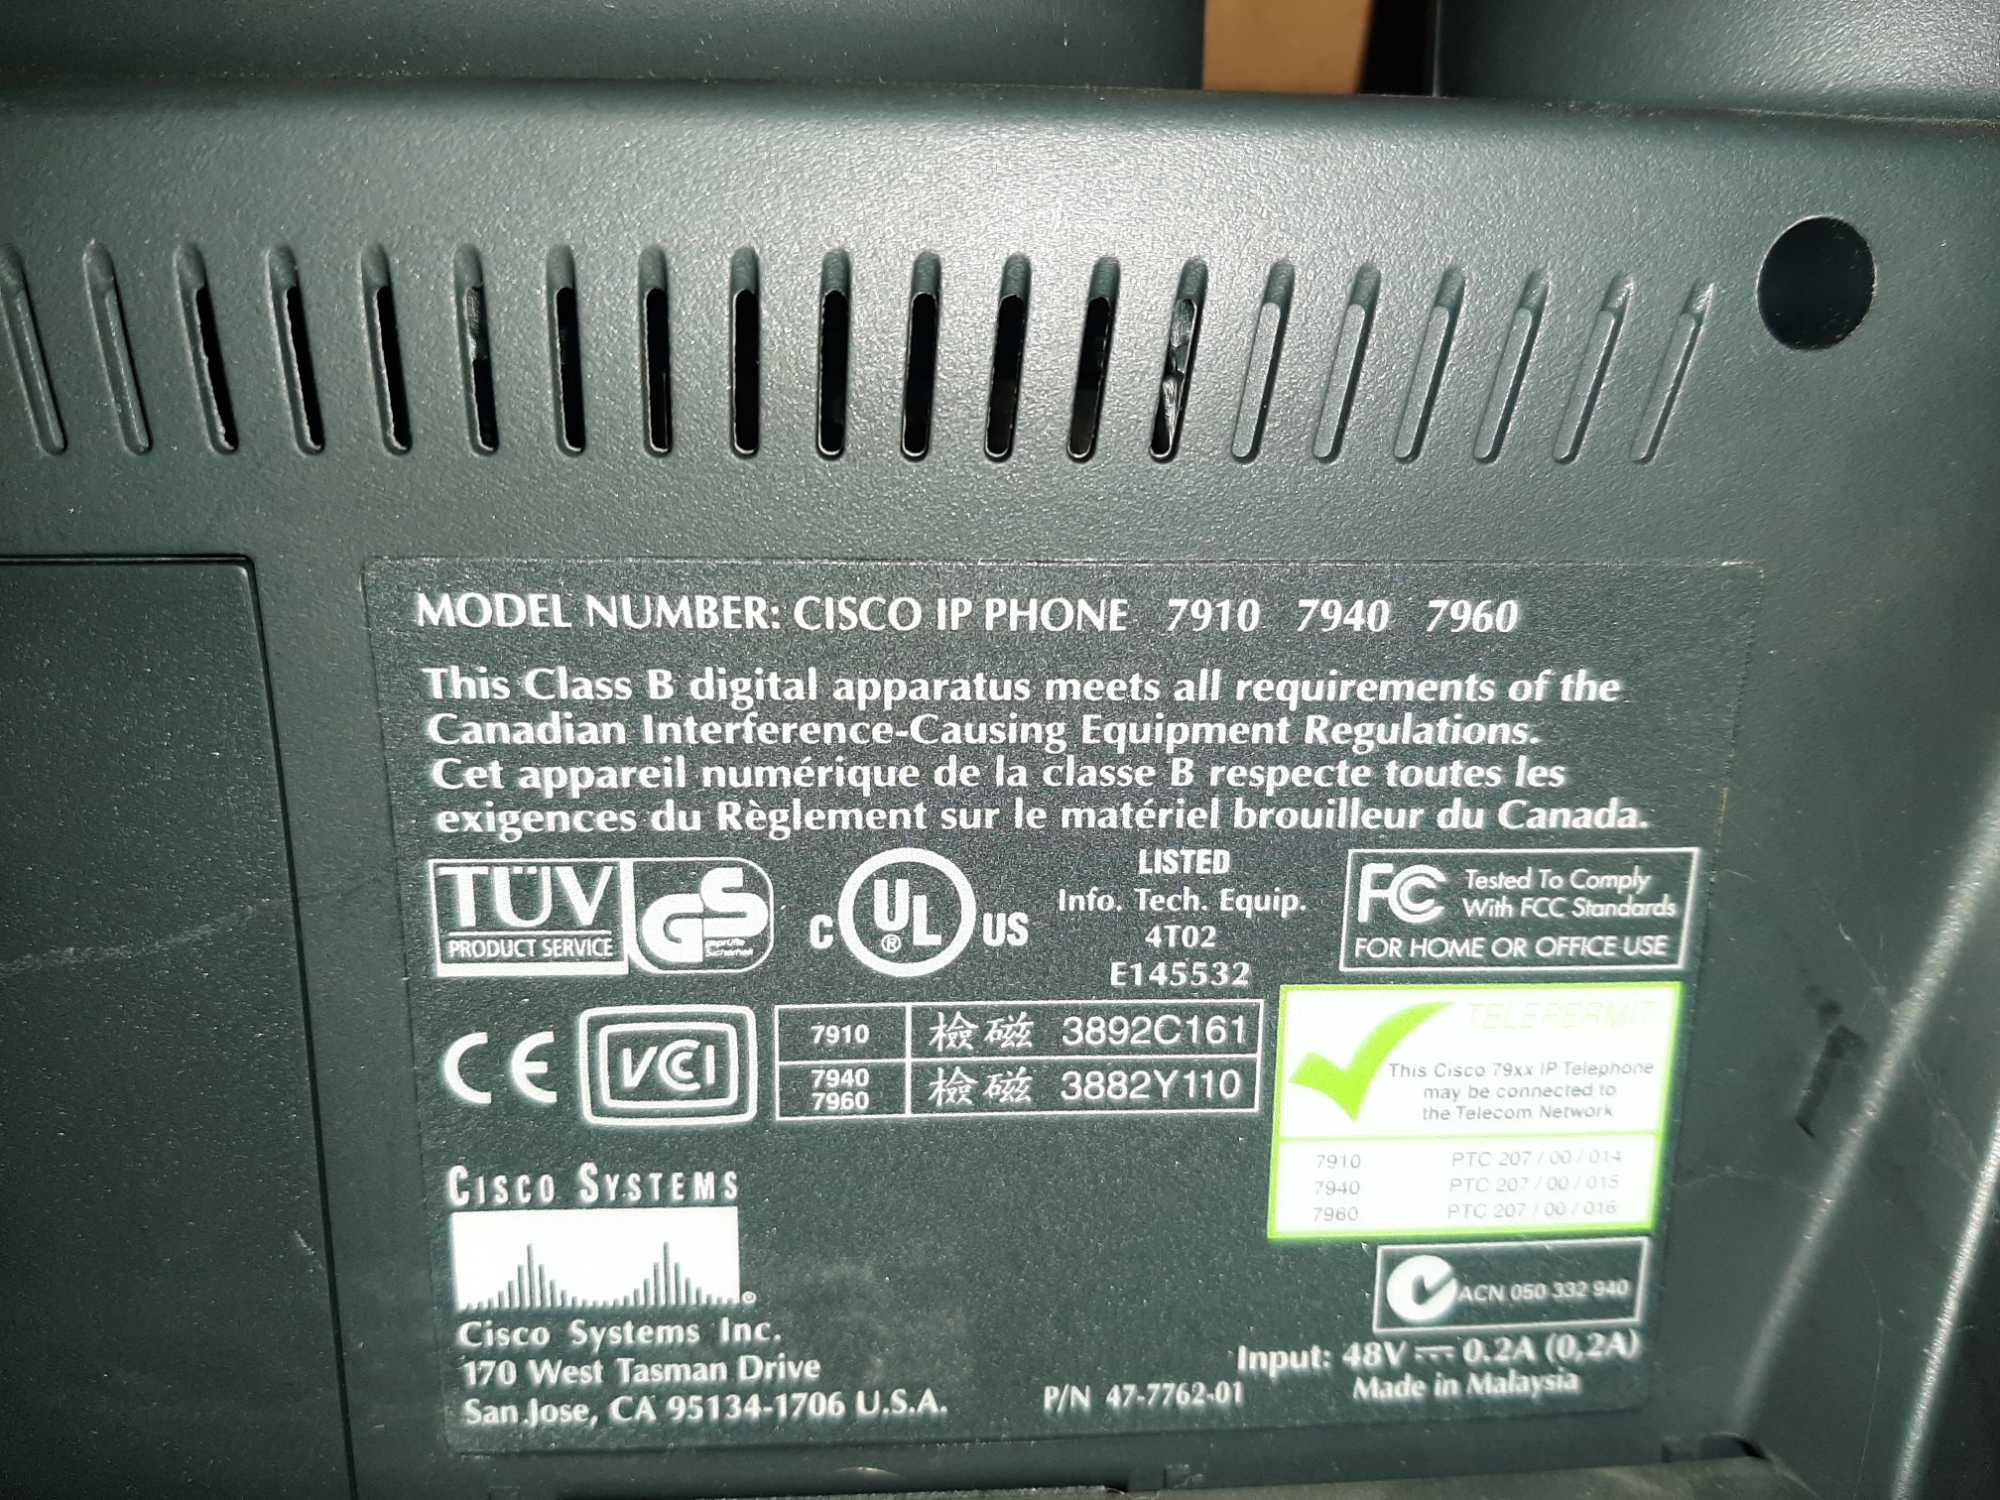 MODEL NUMBER: CISCO IP PHONE 7910 7940 7960
This Class B digital apparatus meets all requirements of the
Canadian Interference-Causing Equipment Regulations.
Cet appareil numérique de la classe B respecte toutes les
exigences du Règlement sur le matériel brouilleur du Canada.
TÜV
PRODUCT SERVICE
GS
geprüfte
Sicherheit
C UL® US
LISTED
Info. Tech. Equip.
4T02
E145532
FC Tested To Comply
With FCC Standards
FOR HOME OR OFFICE USE
CE
VCCI
7910 檢磁 3892C161
7940
7960 檢磁 3882Y110
TELEPERMIT
This Cisco 79xx IP Telephone
may be connected to
the Telecom Network
7910 PTC 207 / 00 / 014
7940 PTC 207 / 00 / 015
7960 PTC 207 / 00 / 016
CISCO SYSTEMS
®
Cisco Systems Inc.
170 West Tasman Drive
San Jose, CA 95134-1706 U.S.A.
P/N 47-7762-01
ACN 050 332 940
Input: 48V ⎓ 0.2A (0,2A)
Made in Malaysia